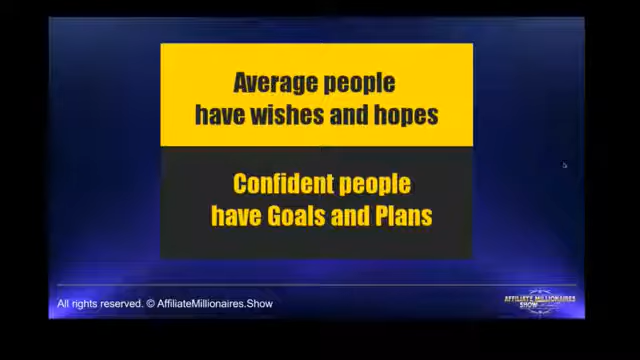 Average people
have wishes and hopes
Confident people
have Goals and Plans
All rights reserved. © AffiliateMillionaires.Show
AFFILIATE MILLIONAIRES
SHOW